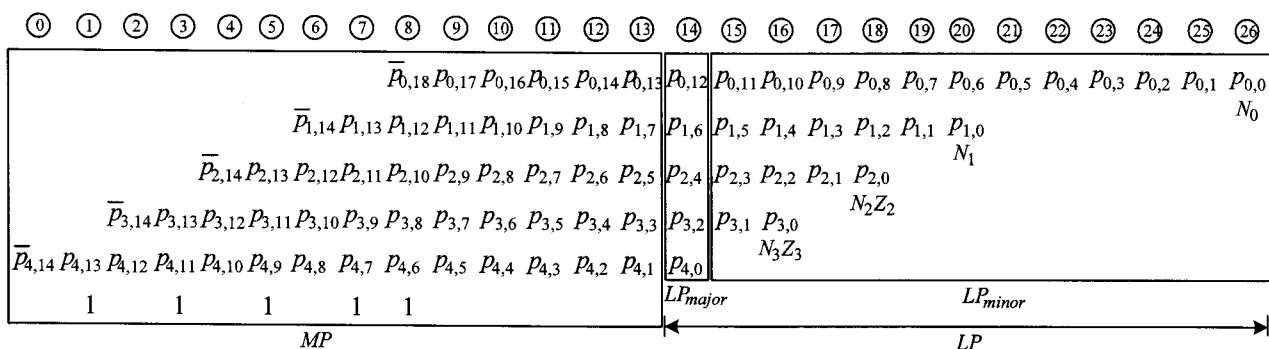 0 1 2 3 4 5 6 7 8 9 10 11 12 13 14 15 16 17 18 19 20 21 22 23 24 25 26
p̅0,18 p0,17 p0,16 p0,15 p0,14 p0,13 p0,12 p0,11 p0,10 p0,9 p0,8 p0,7 p0,6 p0,5 p0,4 p0,3 p0,2 p0,1 p0,0
N0
p̅1,14 p1,13 p1,12 p1,11 p1,10 p1,9 p1,8 p1,7 p1,6 p1,5 p1,4 p1,3 p1,2 p1,1 p1,0
N1
p̅2,14 p2,13 p2,12 p2,11 p2,10 p2,9 p2,8 p2,7 p2,6 p2,5 p2,4 p2,3 p2,2 p2,1 p2,0
N2Z2
p̅3,14 p3,13 p3,12 p3,11 p3,10 p3,9 p3,8 p3,7 p3,6 p3,5 p3,4 p3,3 p3,2 p3,1 p3,0
N3Z3
p̅4,14 p4,13 p4,12 p4,11 p4,10 p4,9 p4,8 p4,7 p4,6 p4,5 p4,4 p4,3 p4,2 p4,1 p4,0
1 1 1 1 1
LPmajor LPminor
MP LP